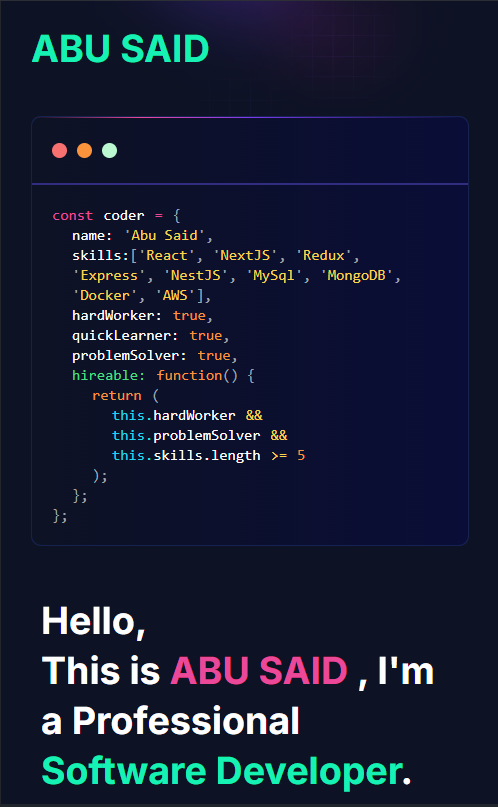 ABU SAID
const coder = {
name: 'Abu Said',
skills:['React', 'NextJS', 'Redux',
'Express', 'NestJS', 'MySql', 'MongoDB',
'Docker', 'AWS'],
hardWorker: true,
quickLearner: true,
problemSolver: true,
hireable: function() {
return (
this.hardWorker &&
this.problemSolver &&
this.skills.length >= 5
);
};
};
Hello,
This is ABU SAID , I'm
a Professional
Software Developer.